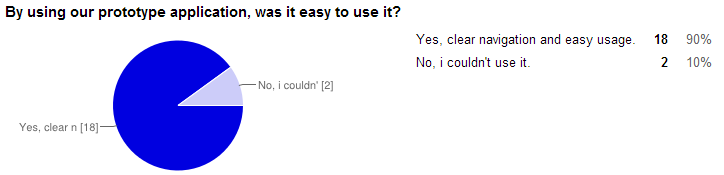 By using our prototype application, was it easy to use it?
Yes, clear navigation and easy usage. 18 90%
No, i couldn't use it. 2 10%
No, i couldn' [2]
Yes, clear n [18]